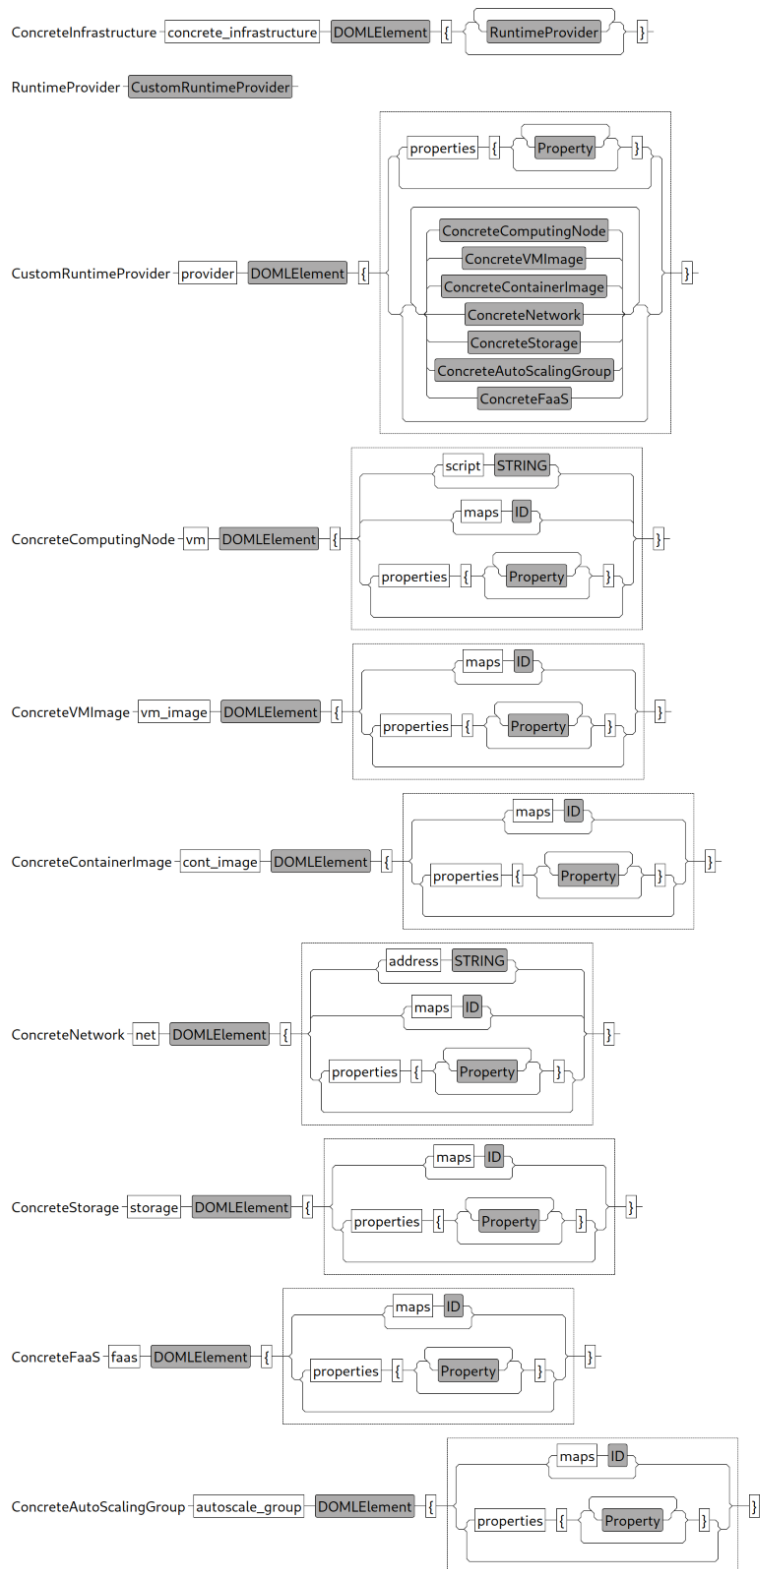 ConcreteInfrastructure concrete_infrastructure DOMLElement { RuntimeProvider }
RuntimeProvider CustomRuntimeProvider
properties { Property }
ConcreteComputingNode
ConcreteVMImage
CustomRuntimeProvider provider DOMLElement { }
ConcreteContainerImage
ConcreteNetwork
ConcreteStorage
ConcreteAutoScalingGroup
ConcreteFaaS
script STRING
maps ID
ConcreteComputingNode vm DOMLElement { }
properties { Property }
maps ID
ConcreteVMImage vm_image DOMLElement { }
properties { Property }
maps ID
ConcreteContainerImage cont_image DOMLElement { }
properties { Property }
address STRING
maps ID
ConcreteNetwork net DOMLElement { }
properties { Property }
maps ID
ConcreteStorage storage DOMLElement { }
properties { Property }
maps ID
ConcreteFaaS faas DOMLElement { }
properties { Property }
maps ID
ConcreteAutoScalingGroup autoscale_group DOMLElement { }
properties { Property }